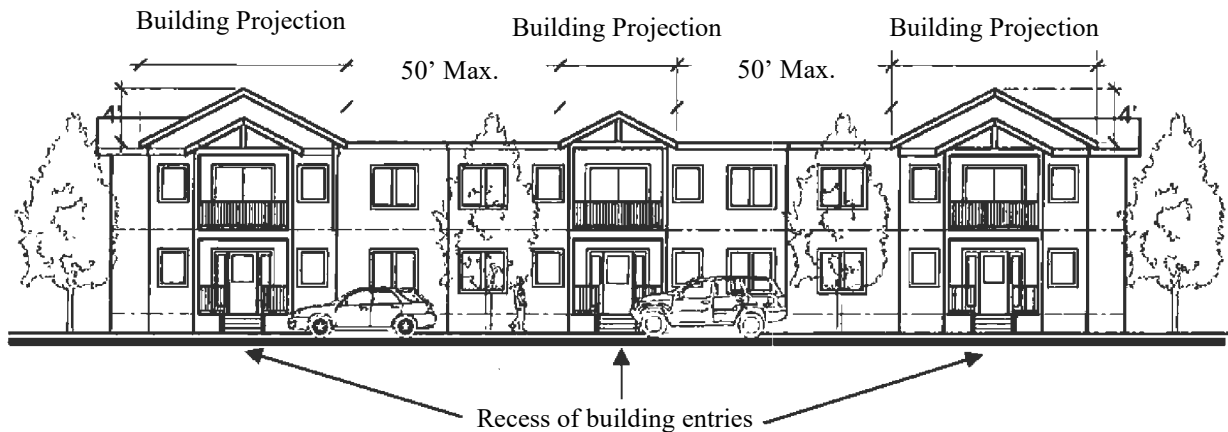 Building Projection
Building Projection
Building Projection
50’ Max.
50’ Max.
4'
4'
Recess of building entries